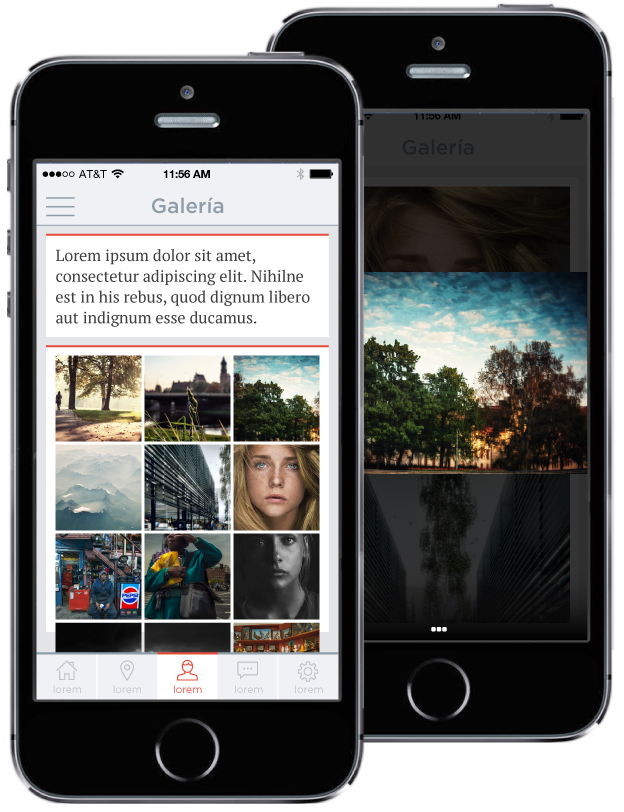 ●●●○○ AT&T 11:56 AM
Galería
Lorem ipsum dolor sit amet,
consectetur adipiscing elit. Nihilne
est in his rebus, quod dignum libero
aut indignum esse ducamus.
PEPSI
lorem lorem lorem lorem lorem
11:56 AM
Galería